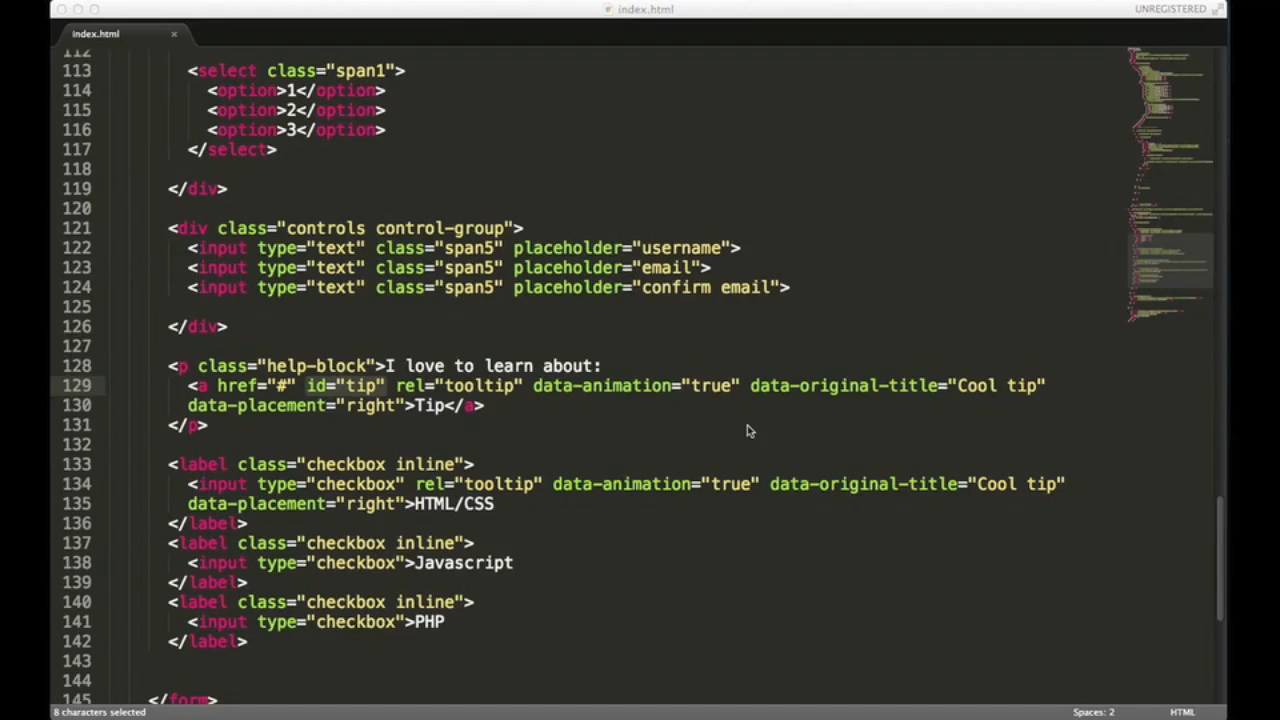 index.html
UNREGISTERED
index.html ×
112
113 <select class="span1">
114 <option>1</option>
115 <option>2</option>
116 <option>3</option>
117 </select>
118
119 </div>
120
121 <div class="controls control-group">
122 <input type="text" class="span5" placeholder="username">
123 <input type="text" class="span5" placeholder="email">
124 <input type="text" class="span5" placeholder="confirm email">
125
126 </div>
127
128 <p class="help-block">I love to learn about:
129 <a href="#" id="tip" rel="tooltip" data-animation="true" data-original-title="Cool tip"
130 data-placement="right">Tip</a>
131 </p>
132
133 <label class="checkbox inline">
134 <input type="checkbox" rel="tooltip" data-animation="true" data-original-title="Cool tip"
135 data-placement="right">HTML/CSS
136 </label>
137 <label class="checkbox inline">
138 <input type="checkbox">Javascript
139 </label>
140 <label class="checkbox inline">
141 <input type="checkbox">PHP
142 </label>
143
144
145 </form>
8 characters selected
Spaces: 2
HTML